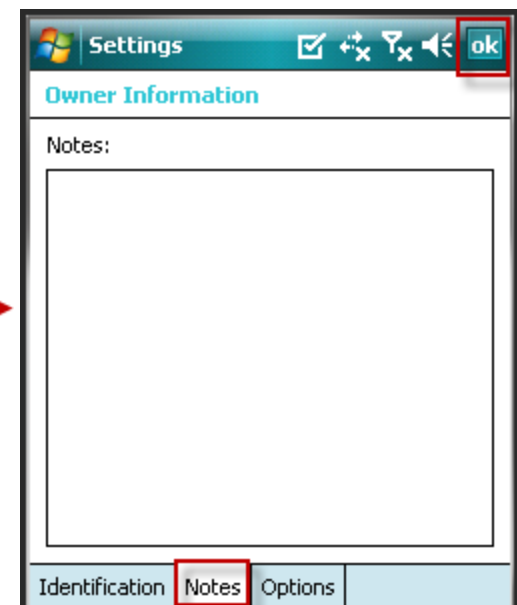 Settings ok
Owner Information
Notes:
Identification Notes Options